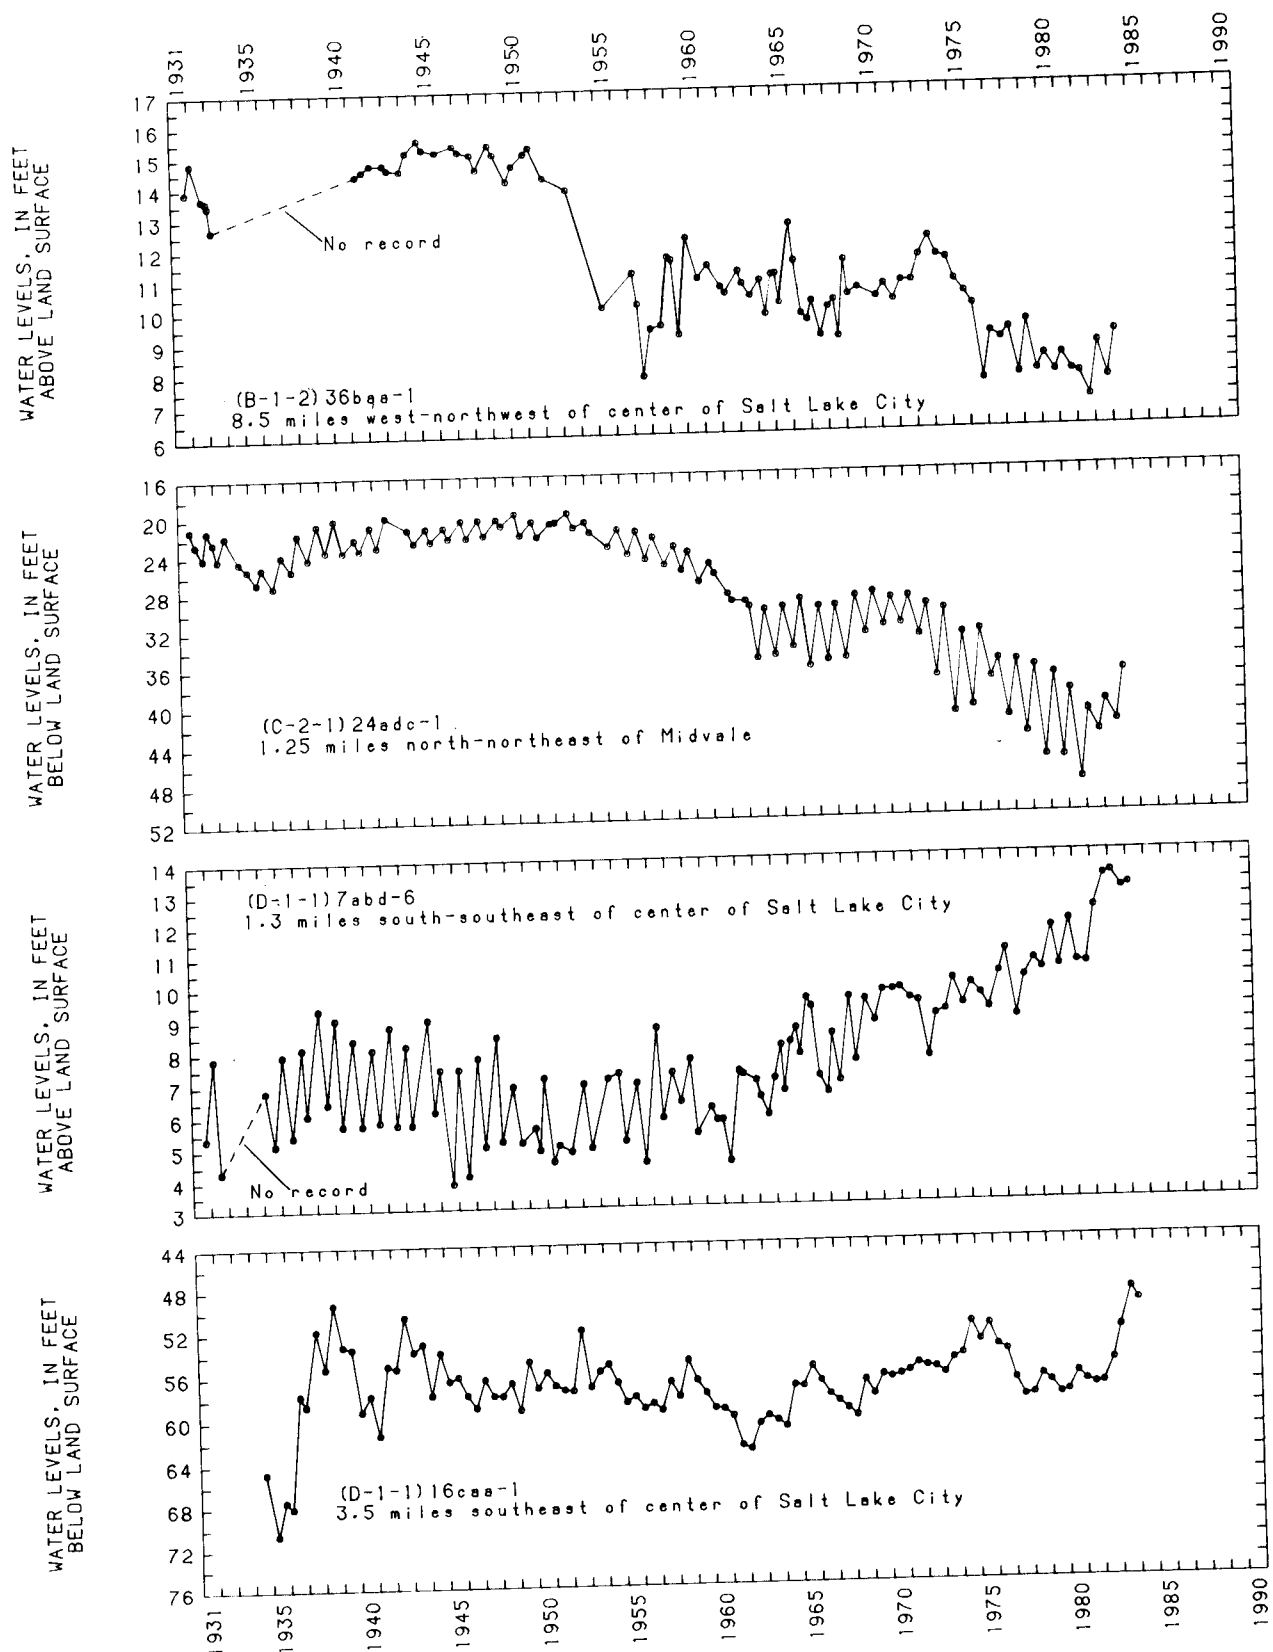 1931 1935 1940 1945 1950 1955 1960 1965 1970 1975 1980 1985 1990
WATER LEVELS, IN FEET
ABOVE LAND SURFACE
17
16
15
14
13
12
11
10
9
8
7
6
No record
(B-1-2)36baa-1
8.5 miles west-northwest of center of Salt Lake City
WATER LEVELS, IN FEET
BELOW LAND SURFACE
16
20
24
28
32
36
40
44
48
52
(C-2-1)24adc-1
1.25 miles north-northeast of Midvale
WATER LEVELS, IN FEET
ABOVE LAND SURFACE
14
13
12
11
10
9
8
7
6
5
4
3
(D-1-1)7abd-6
1.3 miles south-southeast of center of Salt Lake City
No record
WATER LEVELS, IN FEET
BELOW LAND SURFACE
44
48
52
56
60
64
68
72
76
(D-1-1)16caa-1
3.5 miles southeast of center of Salt Lake City
1931 1935 1940 1945 1950 1955 1960 1965 1970 1975 1980 1985 1990